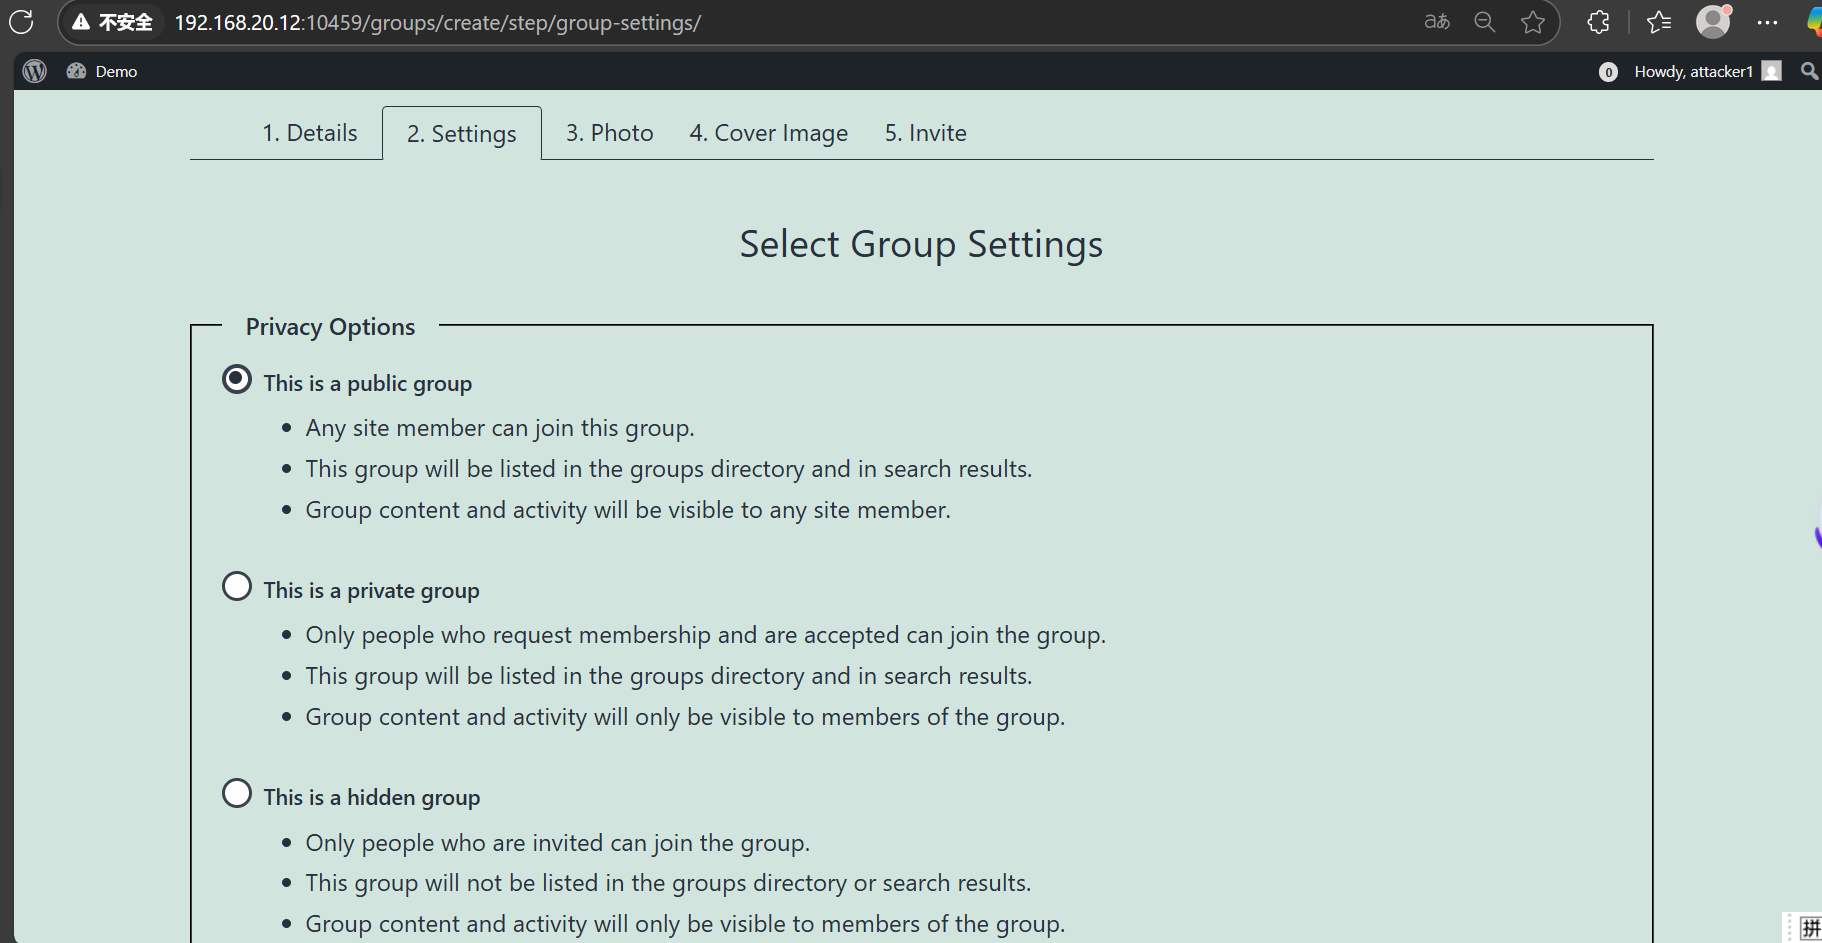 不安全 192.168.20.12:10459/groups/create/step/group-settings/ aあ
Demo 0 Howdy, attacker1
1. Details 2. Settings 3. Photo 4. Cover Image 5. Invite
Select Group Settings
Privacy Options
This is a public group
• Any site member can join this group.
• This group will be listed in the groups directory and in search results.
• Group content and activity will be visible to any site member.
This is a private group
• Only people who request membership and are accepted can join the group.
• This group will be listed in the groups directory and in search results.
• Group content and activity will only be visible to members of the group.
This is a hidden group
• Only people who are invited can join the group.
• This group will not be listed in the groups directory or search results.
• Group content and activity will only be visible to members of the group.
拼